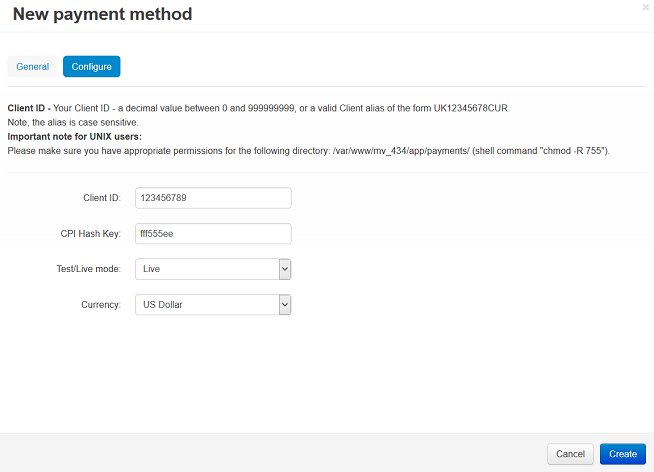 New payment method
General Configure
Client ID - Your Client ID - a decimal value between 0 and 999999999, or a valid Client alias of the form UK12345678CUR.
Note, the alias is case sensitive.
Important note for UNIX users:
Please make sure you have appropriate permissions for the following directory: /var/www/mv_434/app/payments/ (shell command "chmod -R 755").
Client ID: 123456789
CPI Hash Key: fff555ee
Test/Live mode: Live
Currency: US Dollar
Cancel Create